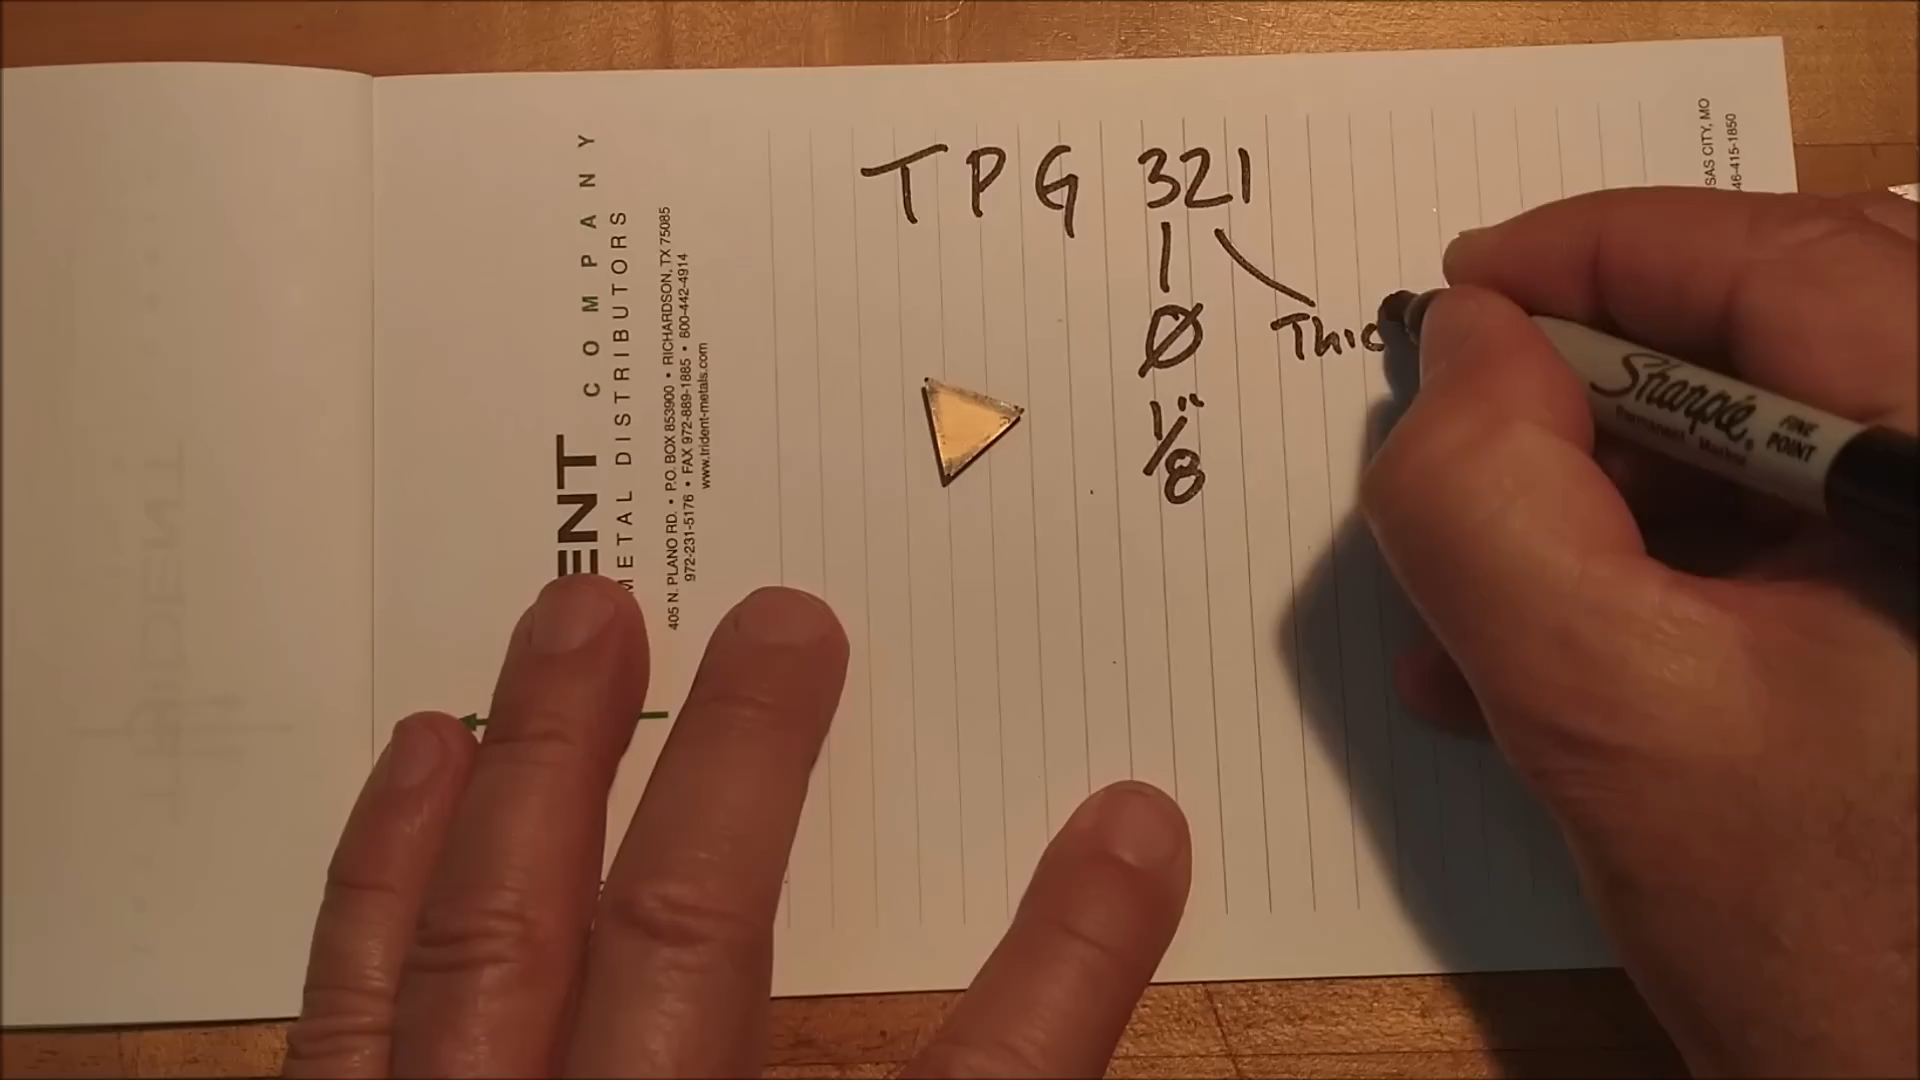 TPG 321
Ø
1/8"
Thic
ENT COMPANY
METAL DISTRIBUTORS
405 N. PLANO RD. • P.O. BOX 853900 • RICHARDSON, TX 75085
972-231-5176 • FAX 972-889-1885 • 800-442-4914
www.trident-metals.com
SAS CITY, MO
46-415-1850
Sharpie
FINE POINT
Permanent Marker